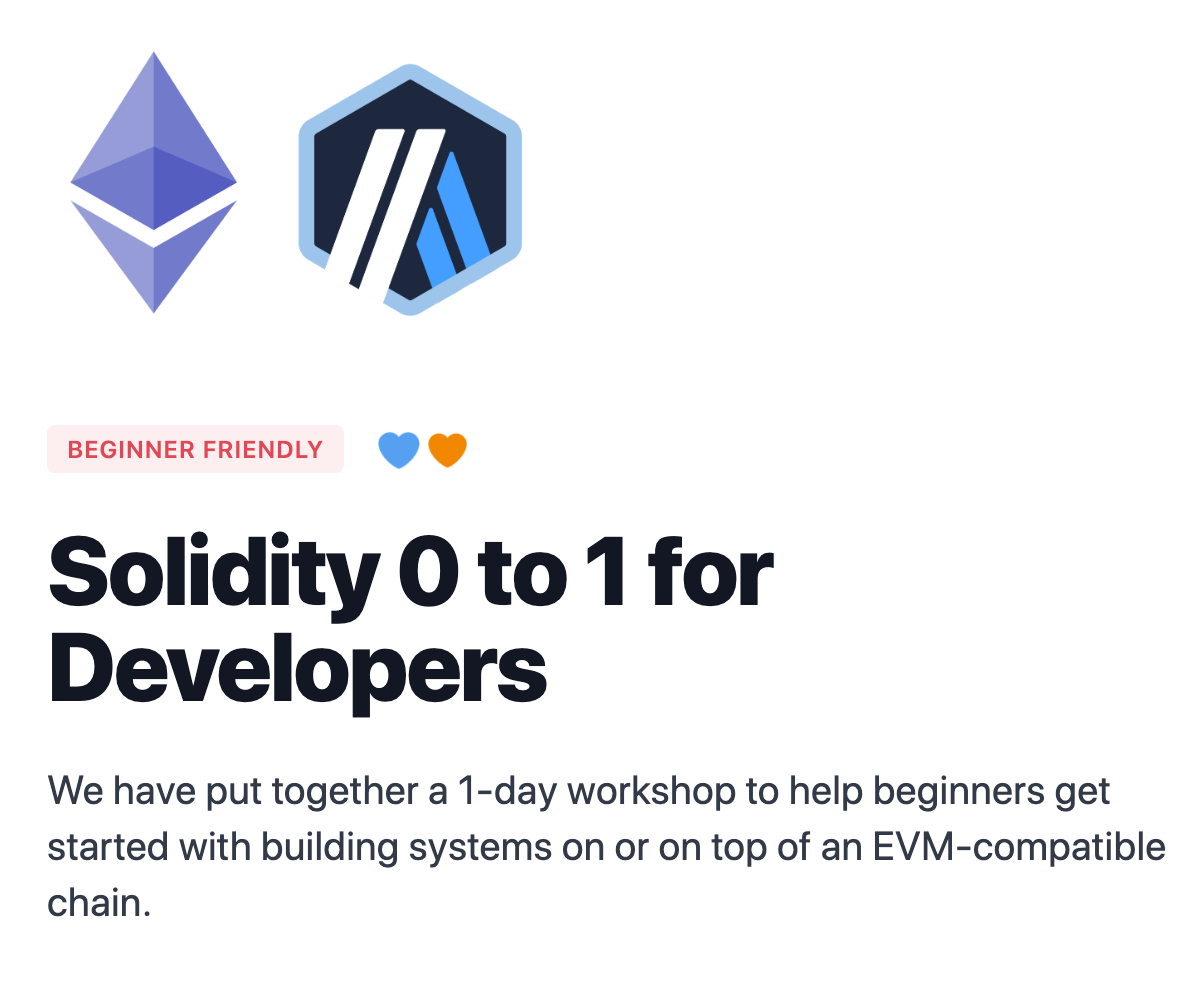 BEGINNER FRIENDLY
Solidity 0 to 1 for
Developers
We have put together a 1-day workshop to help beginners get
started with building systems on or on top of an EVM-compatible
chain.